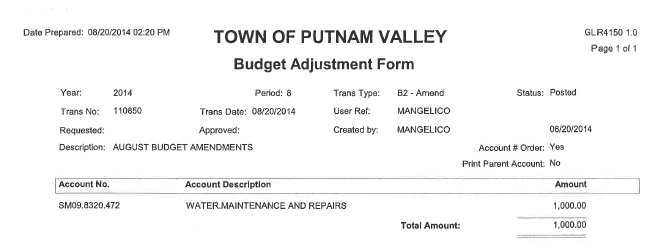 Date Prepared: 08/20/2014 02:20 PM
TOWN OF PUTNAM VALLEY
GLR4150 1.0
Page 1 of 1
Budget Adjustment Form
Year: 2014 Period: 8 Trans Type: B2 - Amend Status: Posted
Trans No: 110650 Trans Date: 08/20/2014 User Ref: MANGELICO
Requested: Approved: Created by: MANGELICO 08/20/2014
Description: AUGUST BUDGET AMENDMENTS Account # Order: Yes
Print Parent Account: No
Account No. Account Description Amount
SM09.8320.472 WATER.MAINTENANCE AND REPAIRS 1,000.00
Total Amount: 1,000.00